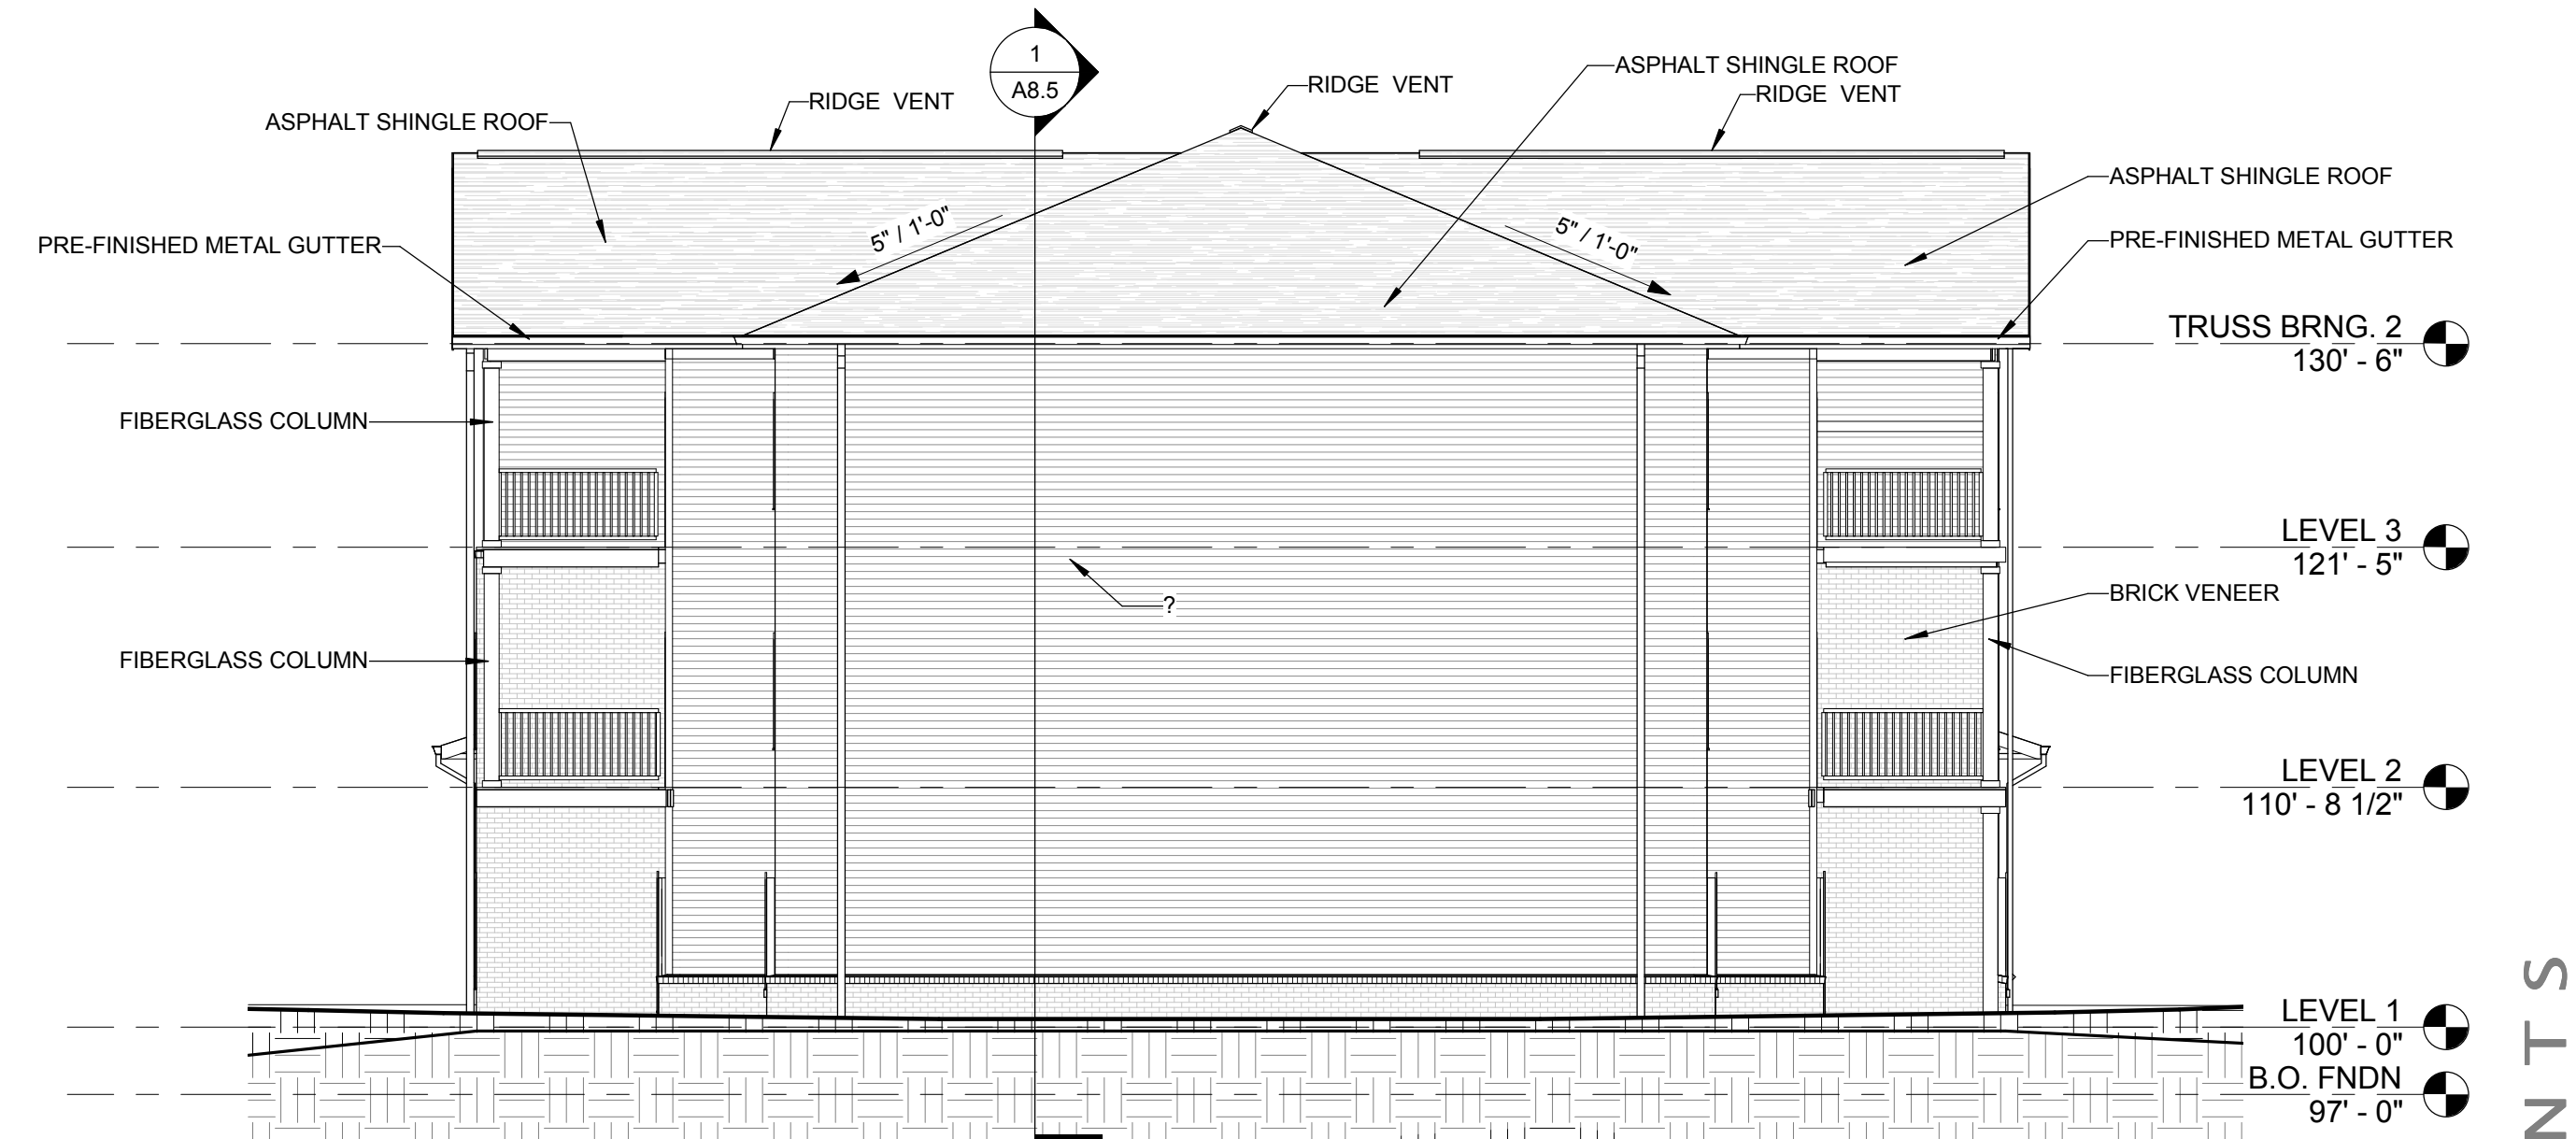 1
A8.5
RIDGE VENT
ASPHALT SHINGLE ROOF
RIDGE VENT
ASPHALT SHINGLE ROOF
RIDGE VENT
ASPHALT SHINGLE ROOF
PRE-FINISHED METAL GUTTER
PRE-FINISHED METAL GUTTER
5" / 1'-0"
5" / 1'-0"
TRUSS BRNG. 2
130' - 6"
FIBERGLASS COLUMN
LEVEL 3
121' - 5"
?
BRICK VENEER
FIBERGLASS COLUMN
FIBERGLASS COLUMN
LEVEL 2
110' - 8 1/2"
LEVEL 1
100' - 0"
B.O. FNDN
97' - 0"
NTS